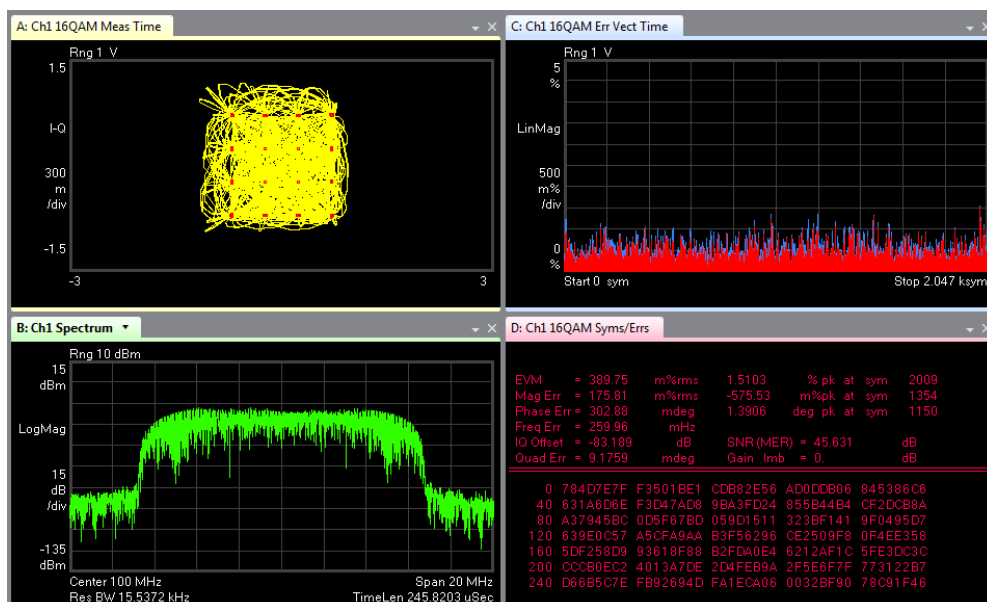 A: Ch1 16QAM Meas Time
Rng 1 V
1.5
I-Q
300
m
/div
-1.5
-3 3
C: Ch1 16QAM Err Vect Time
Rng 1 V
5
%
LinMag
500
m%
/div
0
%
Start 0 sym Stop 2.047 ksym
B: Ch1 Spectrum
Rng 10 dBm
15
dBm
LogMag
15
dB
/div
-135
dBm
Center 100 MHz Span 20 MHz
Res BW 15.5372 kHz TimeLen 245.8203 uSec
D: Ch1 16QAM Syms/Errs
EVM = 389.75 m%rms 1.5103 % pk at sym 2009
Mag Err = 175.81 m%rms -575.53 m%pk at sym 1354
Phase Err = 302.88 mdeg 1.3906 deg pk at sym 1150
Freq Err = 259.96 mHz
IQ Offset = -83.189 dB SNR(MER) = 45.631 dB
Quad Err = 9.1759 mdeg Gain Imb = 0. dB
0 784D7E7F F3501BE1 CDB82E56 AD0DDB06 845386C6
40 631A6D6E F3D47AD8 9BA3FD24 855B44B4 CF2DCB8A
80 A37945BC 0D5F67BD 059D1511 323BF141 9F0495D7
120 639E0C57 A5CFA9AA B3F56296 CE2509F8 0F4EE358
160 5DF258D9 93618F88 B2FDA0E4 6212AF1C 5FE3DC3C
200 CCCB0EC2 4013A7DE 2D4FEB9A 2F5E6F7F 773122B7
240 D66B5C7E FB92694D FA1ECA06 0032BF90 78C91F46